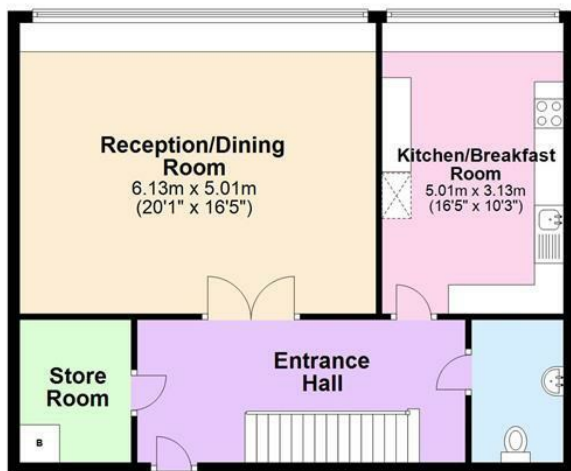 Reception/Dining
Room
6.13m x 5.01m
(20'1" x 16'5")
Kitchen/Breakfast
Room
5.01m x 3.13m
(16'5" x 10'3")
Store
Room
B
Entrance
Hall